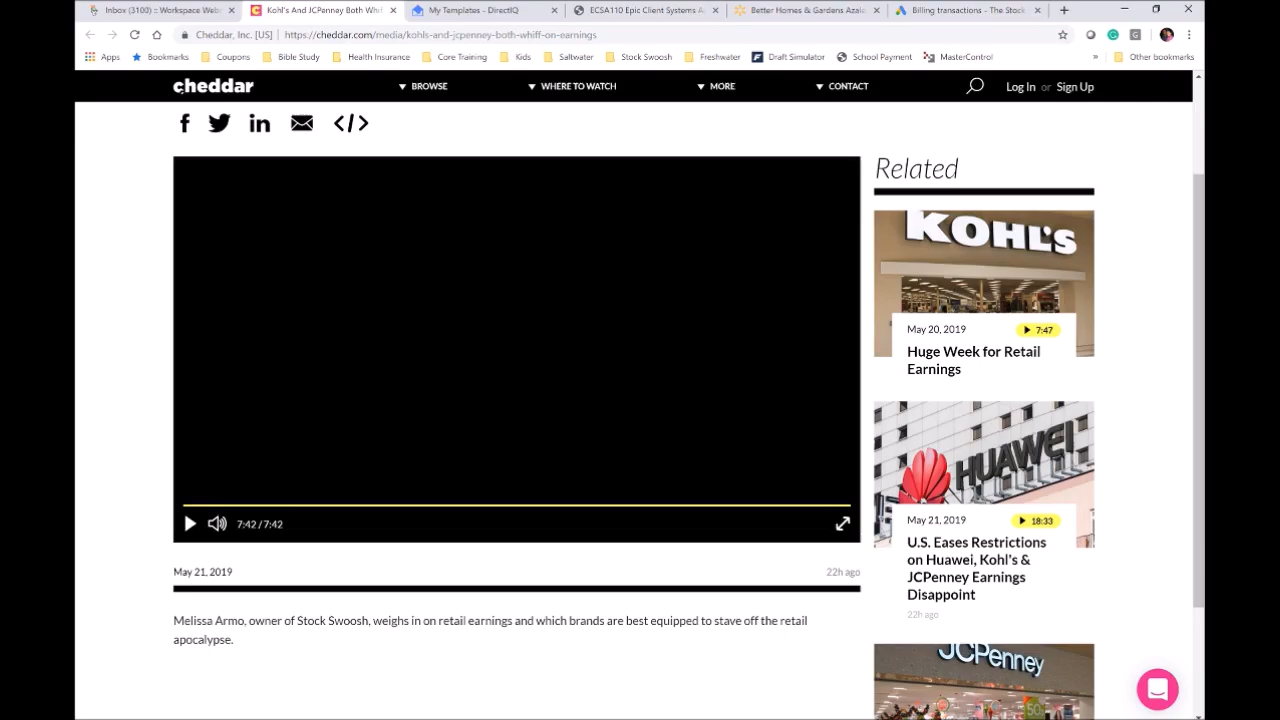 Inbox (3100) :: Workspace Web
Kohl's And JCPenney Both Whi
My Templates - DirectIQ
ECSA110 Epic Client Systems A
Better Homes & Gardens Azale
Billing transactions - The Stock
Cheddar, Inc. [US] | https://cheddar.com/media/kohls-and-jcpenney-both-whiff-on-earnings
Apps Bookmarks Coupons Bible Study Health Insurance Core Training Kids Saltwater Stock Swoosh Freshwater Draft Simulator School Payment MasterControl » Other bookmarks
cheddar BROWSE WHERE TO WATCH MORE CONTACT Log In or Sign Up
Related
KOHL'S
May 20, 2019 7:47
Huge Week for Retail
Earnings
HUAWEI
May 21, 2019 18:33
U.S. Eases Restrictions
on Huawei, Kohl's &
JCPenney Earnings
Disappoint
22h ago
JCPenney
7:42 / 7:42
May 21, 2019 22h ago
Melissa Armo, owner of Stock Swoosh, weighs in on retail earnings and which brands are best equipped to stave off the retail
apocalypse.